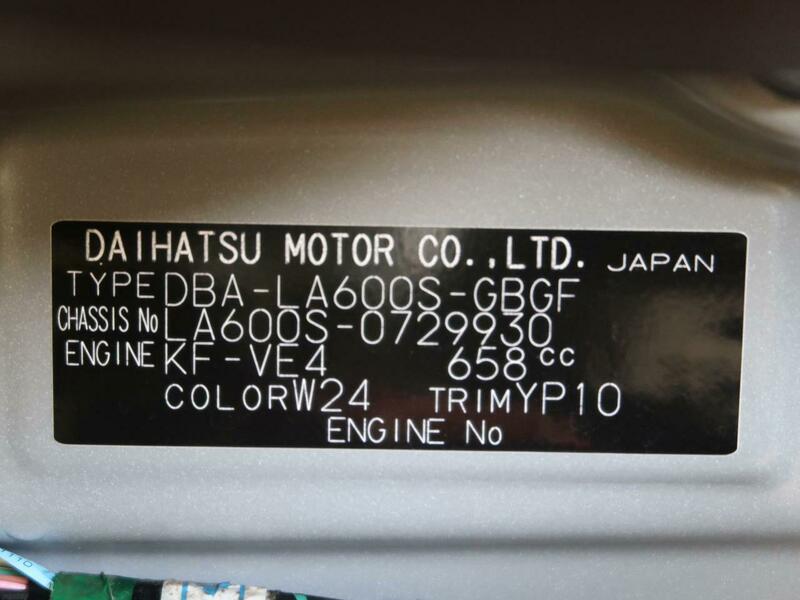 DAIHATSU MOTOR CO.,LTD. JAPAN
TYPE DBA-LA600S-GBGF
CHASSIS No LA600S-0729930
ENGINE KF-VE4 658cc
COLOR W24 TRIM YP10
ENGINE No